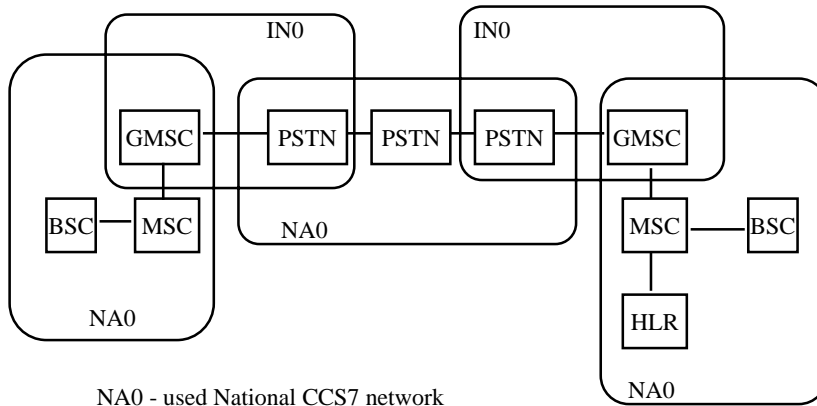 IN0
IN0
GMSC
PSTN
PSTN
PSTN
GMSC
BSC
MSC
NA0
MSC
BSC
NA0
HLR
NA0
NA0 - used National CCS7 network